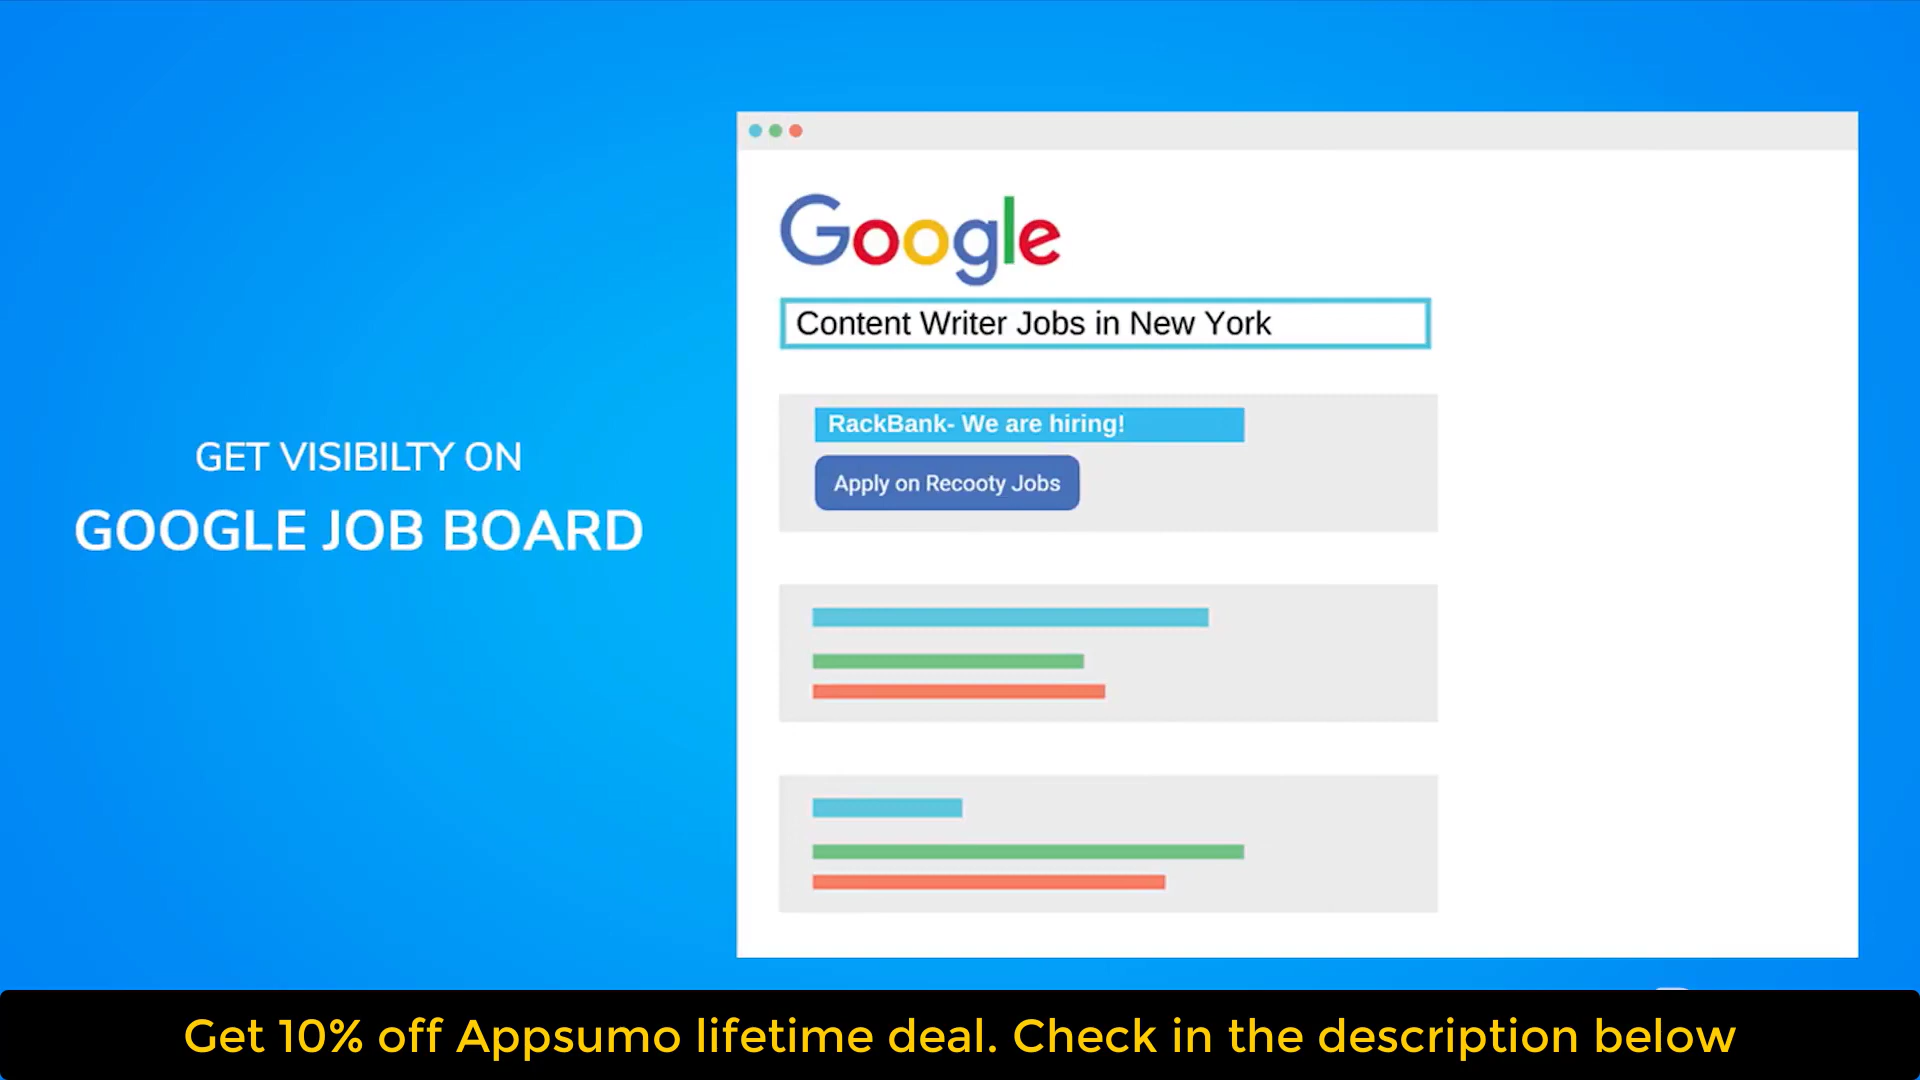 GET VISIBILTY ON
GOOGLE JOB BOARD
Google
Content Writer Jobs in New York
RackBank- We are hiring!
Apply on Recooty Jobs
Get 10% off Appsumo lifetime deal. Check in the description below